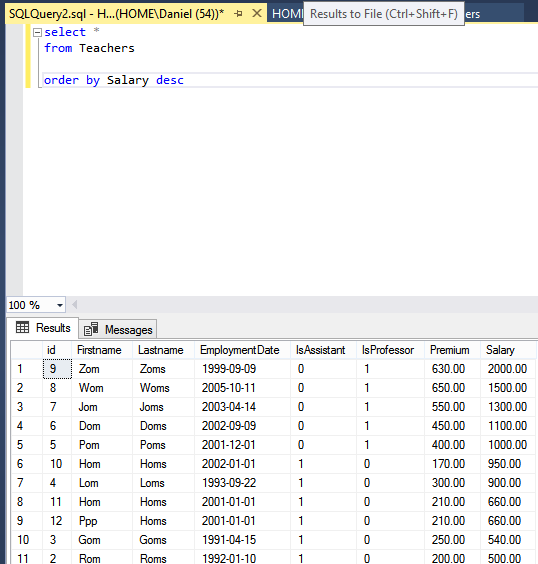 SQLQuery2.sql - H...(HOME\Daniel (54))* HOM Results to File (Ctrl+Shift+F) ers
select *
from Teachers
order by Salary desc
100 %
Results Messages
id Firstname Lastname EmploymentDate IsAssistant IsProfessor Premium Salary
1 9 Zom Zoms 1999-09-09 0 1 630.00 2000.00
2 8 Wom Woms 2005-10-11 0 1 650.00 1500.00
3 7 Jom Joms 2003-04-14 0 1 550.00 1300.00
4 6 Dom Doms 2002-09-09 0 1 450.00 1100.00
5 5 Pom Poms 2001-12-01 0 1 400.00 1000.00
6 10 Hom Homs 2002-01-01 1 0 170.00 950.00
7 4 Lom Loms 1993-09-22 1 0 300.00 900.00
8 11 Hom Homs 2001-01-01 1 0 210.00 660.00
9 12 Ppp Homs 2001-01-01 1 0 210.00 660.00
10 3 Gom Goms 1991-04-15 1 0 250.00 540.00
11 2 Rom Roms 1992-01-10 1 0 200.00 500.00